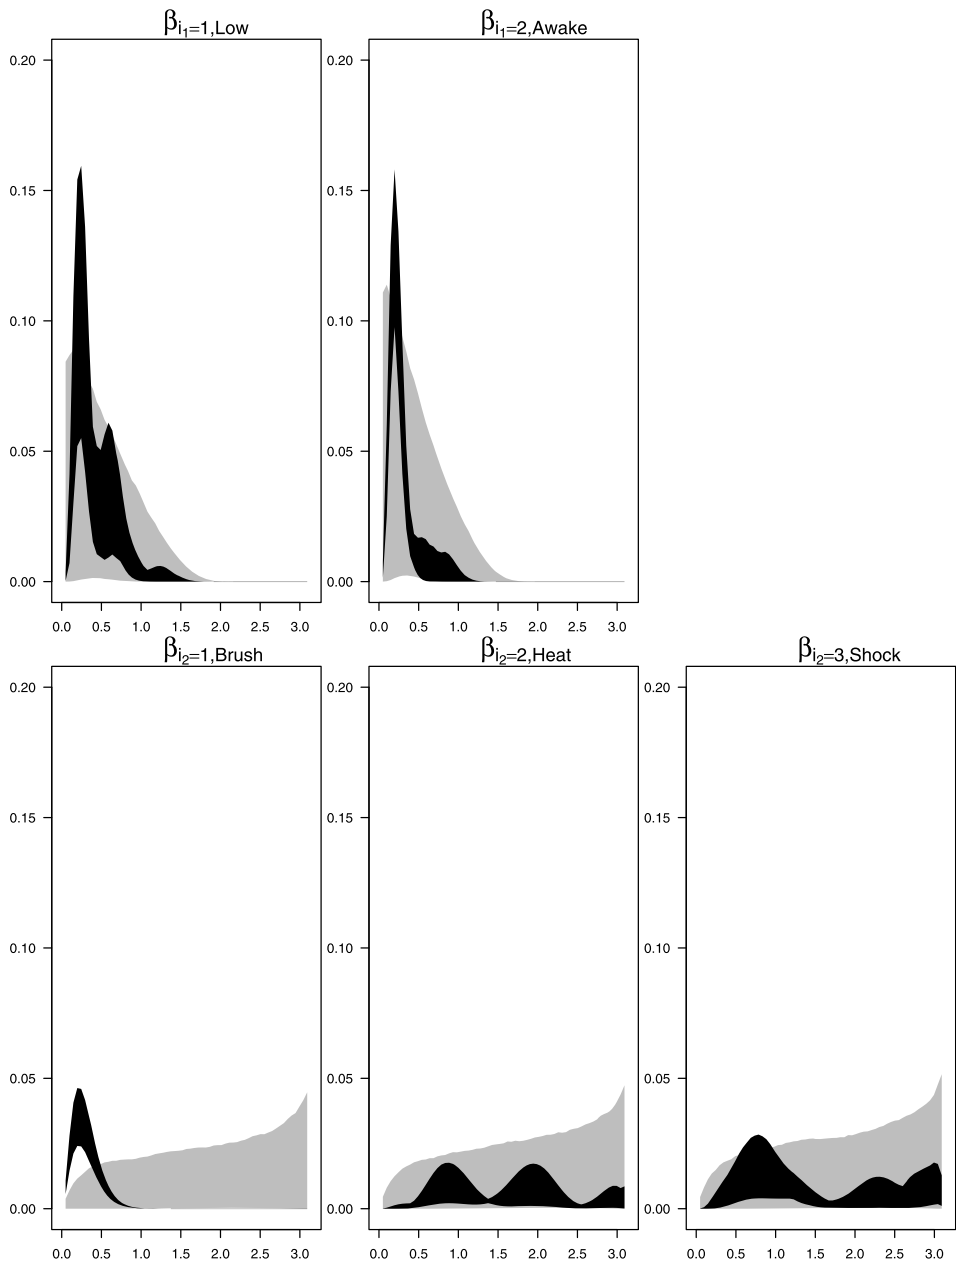 βi1=1,Low βi1=2,Awake
0.20 0.20
0.15 0.15
0.10 0.10
0.05 0.05
0.00 0.00
0.0 0.5 1.0 1.5 2.0 2.5 3.0 0.0 0.5 1.0 1.5 2.0 2.5 3.0
βi2=1,Brush βi2=2,Heat βi2=3,Shock
0.20 0.20 0.20
0.15 0.15 0.15
0.10 0.10 0.10
0.05 0.05 0.05
0.00 0.00 0.00
0.0 0.5 1.0 1.5 2.0 2.5 3.0 0.0 0.5 1.0 1.5 2.0 2.5 3.0 0.0 0.5 1.0 1.5 2.0 2.5 3.0